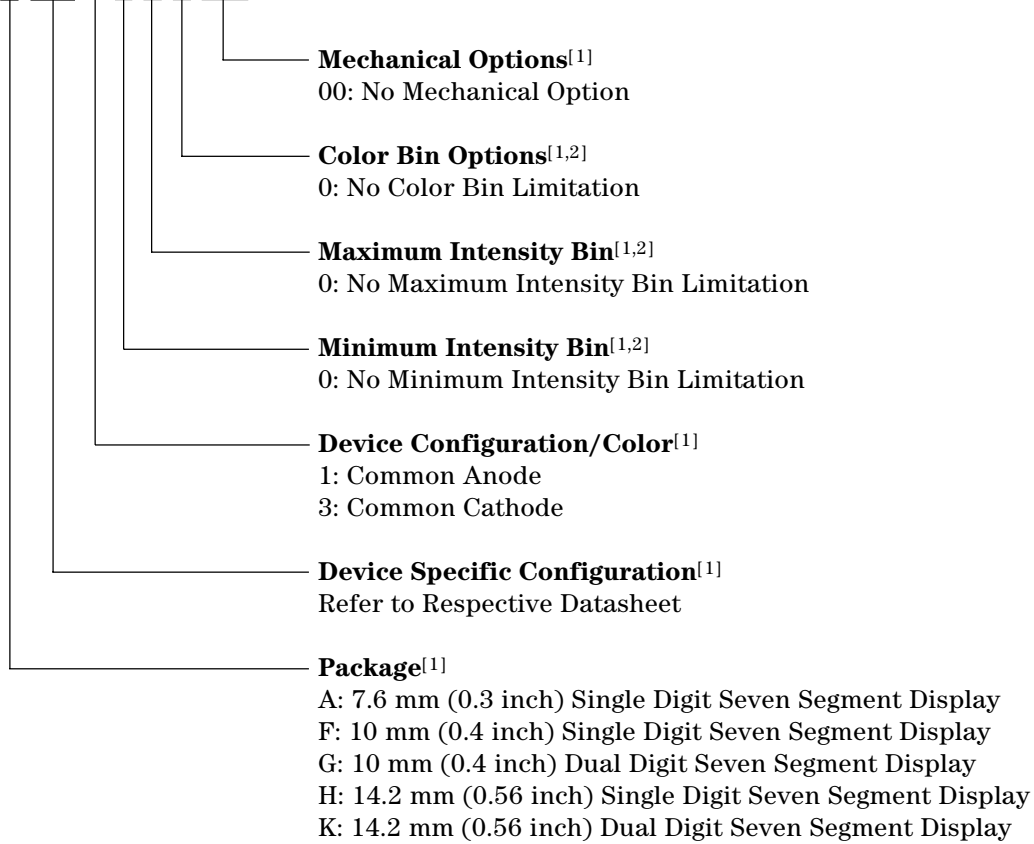 Mechanical Options[1]
00: No Mechanical Option
Color Bin Options[1,2]
0: No Color Bin Limitation
Maximum Intensity Bin[1,2]
0: No Maximum Intensity Bin Limitation
Minimum Intensity Bin[1,2]
0: No Minimum Intensity Bin Limitation
Device Configuration/Color[1]
1: Common Anode
3: Common Cathode
Device Specific Configuration[1]
Refer to Respective Datasheet
Package[1]
A: 7.6 mm (0.3 inch) Single Digit Seven Segment Display
F: 10 mm (0.4 inch) Single Digit Seven Segment Display
G: 10 mm (0.4 inch) Dual Digit Seven Segment Display
H: 14.2 mm (0.56 inch) Single Digit Seven Segment Display
K: 14.2 mm (0.56 inch) Dual Digit Seven Segment Display